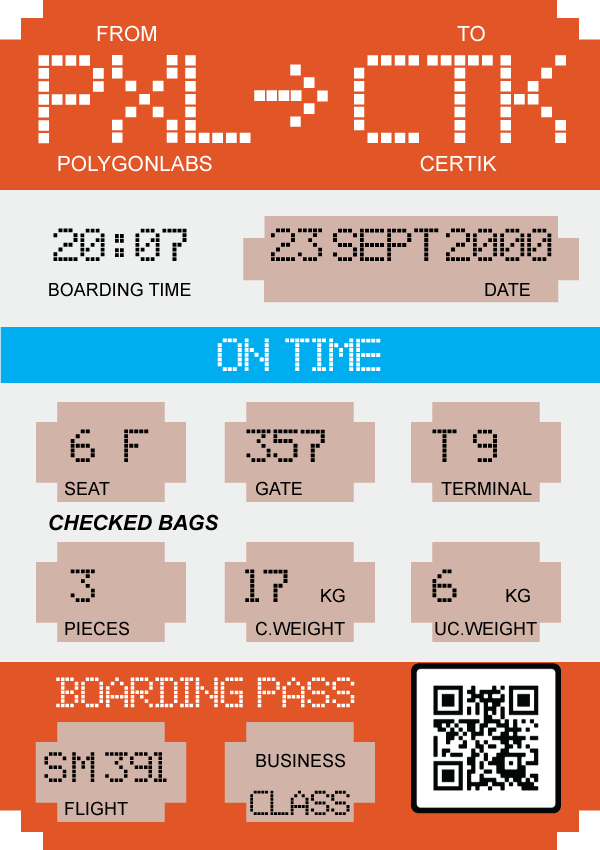 FROM TO
PXL → CTK
POLYGONLABS CERTIK
20:07 23 SEPT 2000
BOARDING TIME DATE
ON TIME
6 F 357 T 9
SEAT GATE TERMINAL
CHECKED BAGS
3 17 KG 6 KG
PIECES C.WEIGHT UC.WEIGHT
BOARDING PASS
SM 391 BUSINESS
FLIGHT CLASS